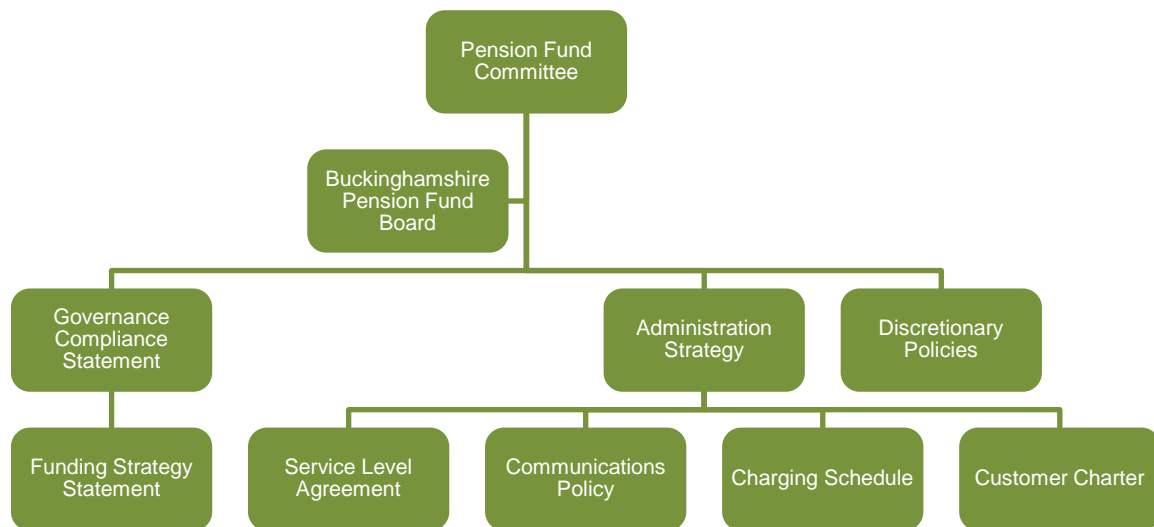 Pension Fund
Committee
Buckinghamshire
Pension Fund
Board
Governance
Compliance
Statement
Administration
Strategy
Discretionary
Policies
Funding Strategy
Statement
Service Level
Agreement
Communications
Policy
Charging Schedule
Customer Charter